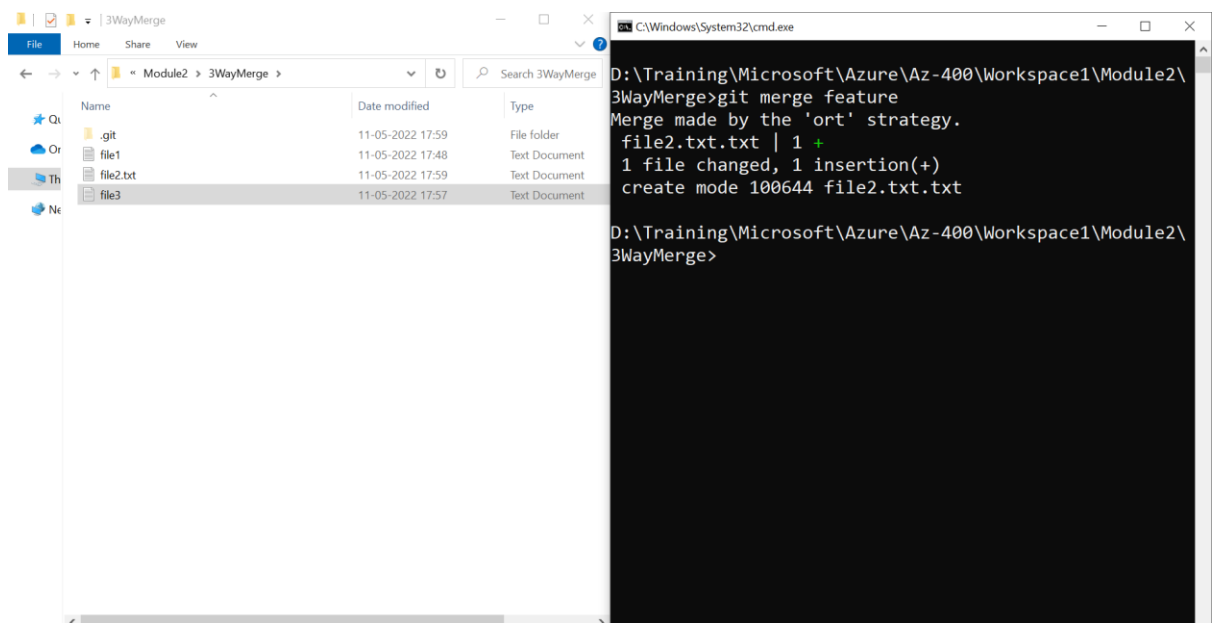 3WayMerge
File Home Share View
« Module2 > 3WayMerge >
Search 3WayMerge
Name Date modified Type
.git 11-05-2022 17:59 File folder
file1 11-05-2022 17:48 Text Document
file2.txt 11-05-2022 17:59 Text Document
file3 11-05-2022 17:57 Text Document
Qu
Or
Th
Ne
C:\Windows\System32\cmd.exe
D:\Training\Microsoft\Azure\Az-400\Workspace1\Module2\
3WayMerge>git merge feature
Merge made by the 'ort' strategy.
file2.txt.txt | 1 +
1 file changed, 1 insertion(+)
create mode 100644 file2.txt.txt
D:\Training\Microsoft\Azure\Az-400\Workspace1\Module2\
3WayMerge>